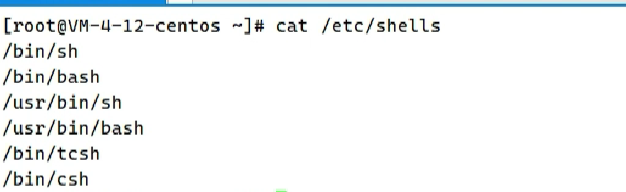 [root@VM-4-12-centos ~]# cat /etc/shells
/bin/sh
/bin/bash
/usr/bin/sh
/usr/bin/bash
/bin/tcsh
/bin/csh